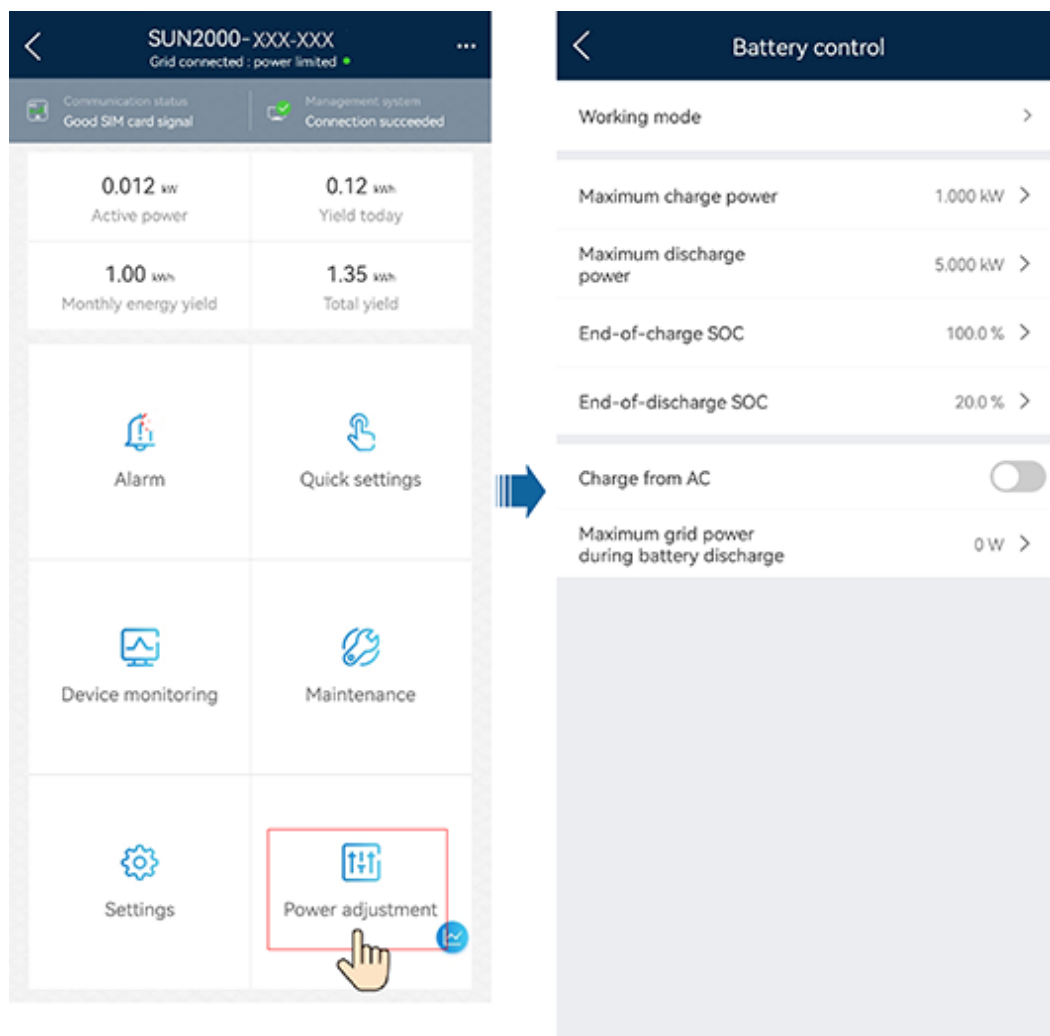 SUN2000-XXX-XXX
Grid connected : power limited
...
Communication status
Good SIM card signal
Management system
Connection succeeded
0.012 kW
Active power
0.12 kWh
Yield today
1.00 kWh
Monthly energy yield
1.35 kWh
Total yield
Alarm
Quick settings
Device monitoring
Maintenance
Settings
Power adjustment
Battery control
Working mode
Maximum charge power
1.000 kW
Maximum discharge
power
5.000 kW
End-of-charge SOC
100.0 %
End-of-discharge SOC
20.0 %
Charge from AC
Maximum grid power
during battery discharge
0 W